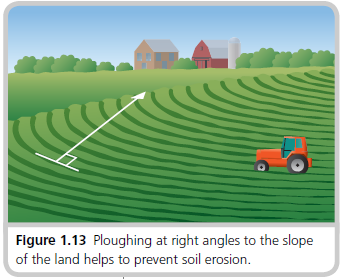 Figure 1.13 Ploughing at right angles to the slope
of the land helps to prevent soil erosion.